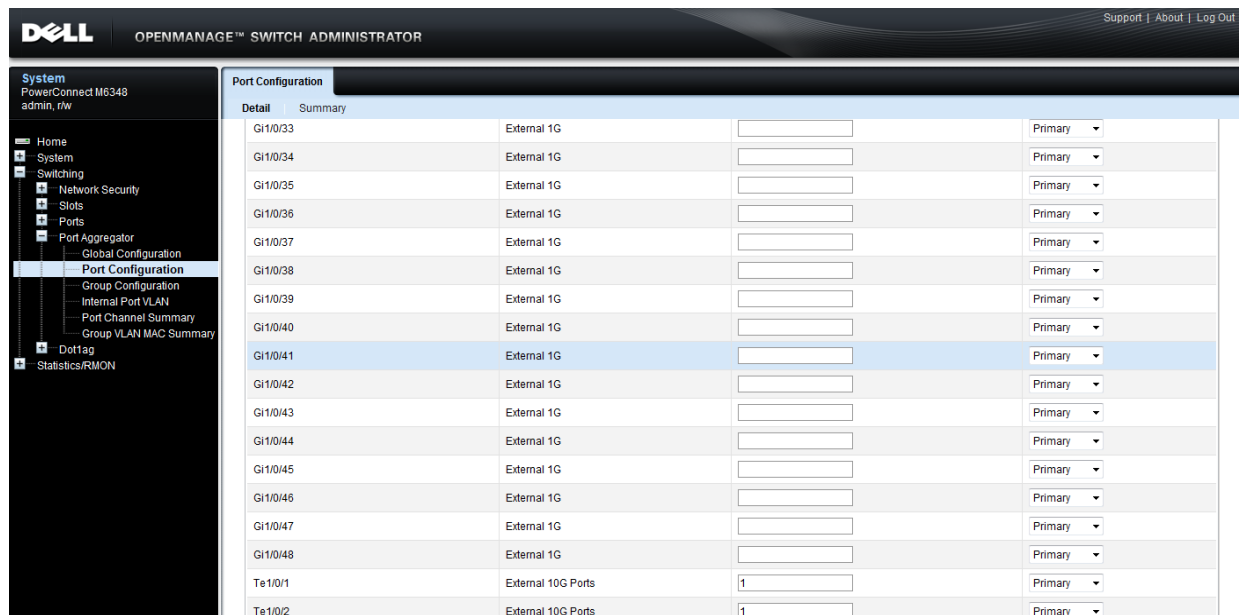 Support | About | Log Out
DELL OPENMANAGE™ SWITCH ADMINISTRATOR
System
PowerConnect M6348
admin, r/w
Home
System
Switching
Network Security
Slots
Ports
Port Aggregator
Global Configuration
Port Configuration
Group Configuration
Internal Port VLAN
Port Channel Summary
Group VLAN MAC Summary
Dot1ag
Statistics/RMON
Port Configuration
Detail Summary
Gi1/0/33 External 1G Primary
Gi1/0/34 External 1G Primary
Gi1/0/35 External 1G Primary
Gi1/0/36 External 1G Primary
Gi1/0/37 External 1G Primary
Gi1/0/38 External 1G Primary
Gi1/0/39 External 1G Primary
Gi1/0/40 External 1G Primary
Gi1/0/41 External 1G Primary
Gi1/0/42 External 1G Primary
Gi1/0/43 External 1G Primary
Gi1/0/44 External 1G Primary
Gi1/0/45 External 1G Primary
Gi1/0/46 External 1G Primary
Gi1/0/47 External 1G Primary
Gi1/0/48 External 1G Primary
Te1/0/1 External 10G Ports 1 Primary
Te1/0/2 External 10G Ports 1 Primary